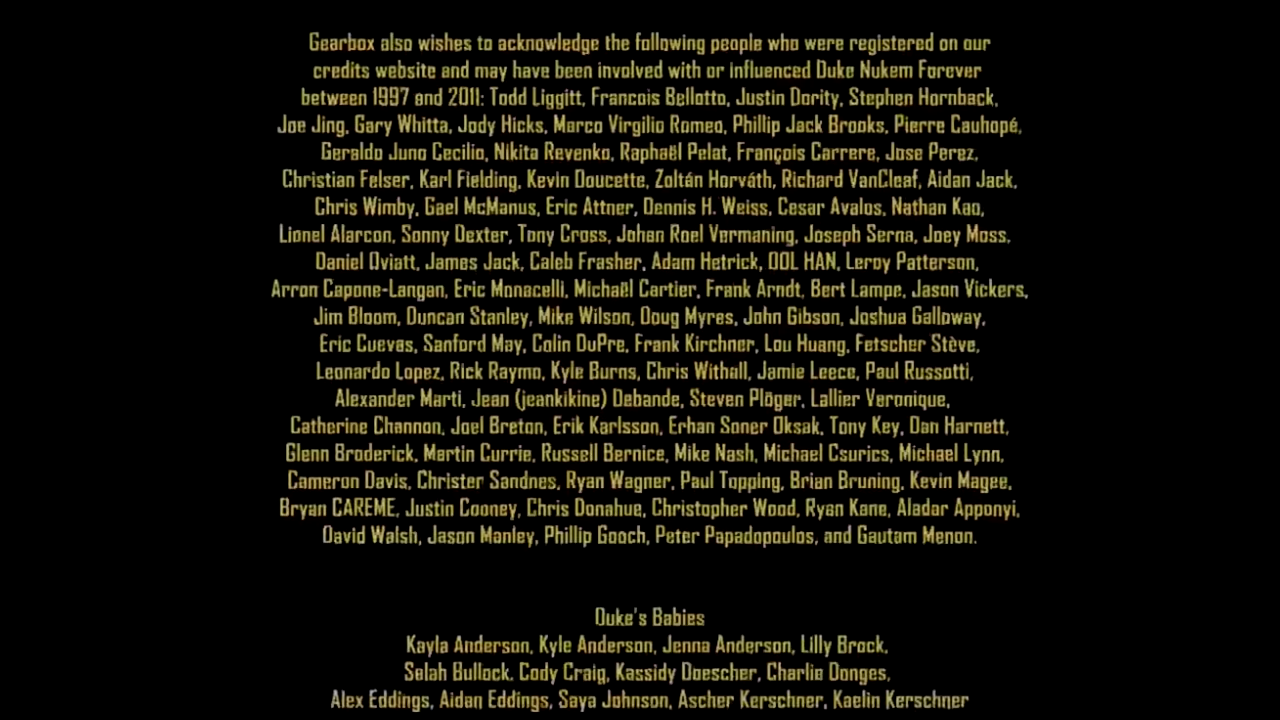 Gearbox also wishes to acknowledge the following people who were registered on our
credits website and may have been involved with or influenced Duke Nukem Forever
between 1997 and 2011: Todd Liggitt, Francois Bellotto, Justin Dority, Stephen Hornback,
Joe Jing, Gary Whitta, Jody Hicks, Marco Virgilio Romeo, Phillip Jack Brooks, Pierre Cauhopé,
Geraldo Juno Cecilio, Nikita Revenko, Raphaël Pelat, François Carrere, Jose Perez,
Christian Felser, Karl Fielding, Kevin Doucette, Zoltán Horváth, Richard VanCleaf, Aidan Jack,
Chris Wimby, Gael McManus, Eric Attner, Dennis H. Weiss, Cesar Avalos, Nathan Kao,
Lionel Alarcon, Sonny Dexter, Tony Cross, Johan Roel Vermaning, Joseph Serna, Joey Moss,
Daniel Oviatt, James Jack, Caleb Frasher, Adam Hetrick, OOL HAN, Leroy Patterson,
Arron Capone-Langan, Eric Monacelli, Michaël Cartier, Frank Arndt, Bert Lampe, Jason Vickers,
Jim Bloom, Duncan Stanley, Mike Wilson, Doug Myres, John Gibson, Joshua Galloway,
Eric Cuevas, Sanford May, Colin DuPre, Frank Kirchner, Lou Huang, Fetscher Stève,
Leonardo Lopez, Rick Raymo, Kyle Burns, Chris Withall, Jamie Leece, Paul Russotti,
Alexander Marti, Jean (jeankikine) Debande, Steven Plöger, Lallier Veronique,
Catherine Channon, Joel Breton, Erik Karlsson, Erhan Soner Oksak, Tony Key, Dan Harnett,
Glenn Broderick, Martin Currie, Russell Bernice, Mike Nash, Michael Csurics, Michael Lynn,
Cameron Davis, Christer Sandnes, Ryan Wagner, Paul Topping, Brian Bruning, Kevin Magee,
Bryan CAREME, Justin Cooney, Chris Donahue, Christopher Wood, Ryan Kane, Aladar Apponyi,
David Walsh, Jason Manley, Phillip Gooch, Peter Papadopoulos, and Gautam Menon.
Duke's Babies
Kayla Anderson, Kyle Anderson, Jenna Anderson, Lilly Brock,
Selah Bullock, Cody Craig, Kassidy Doescher, Charlie Donges,
Alex Eddings, Aidan Eddings, Saya Johnson, Ascher Kerschner, Kaelin Kerschner